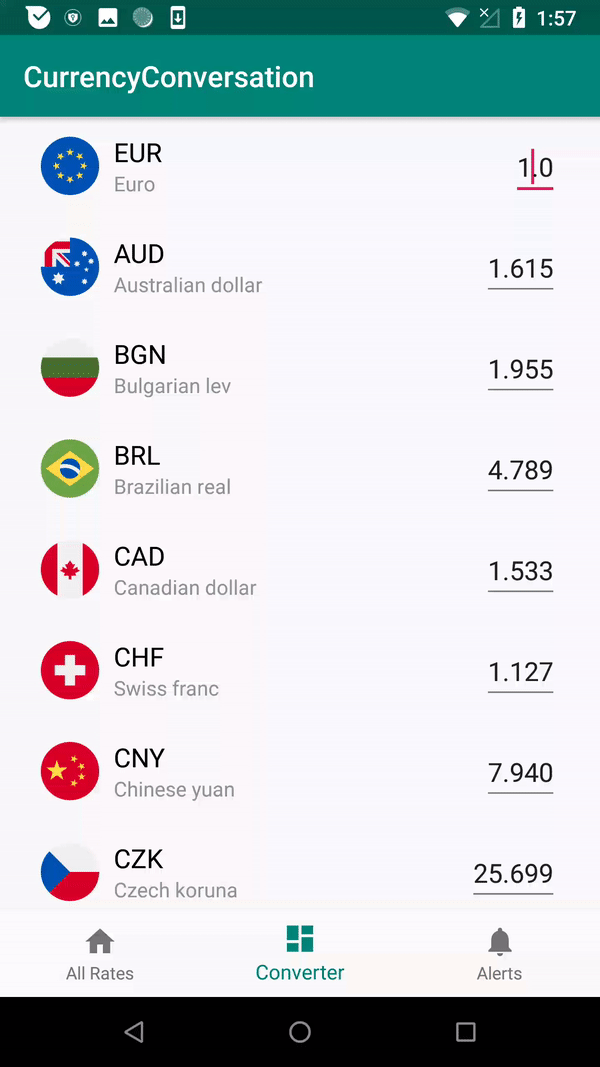 1:57
CurrencyConversation
EUR
Euro
1.0
AUD
Australian dollar
1.615
BGN
Bulgarian lev
1.955
BRL
Brazilian real
4.789
CAD
Canadian dollar
1.533
CHF
Swiss franc
1.127
CNY
Chinese yuan
7.940
CZK
Czech koruna
25.699
All Rates
Converter
Alerts